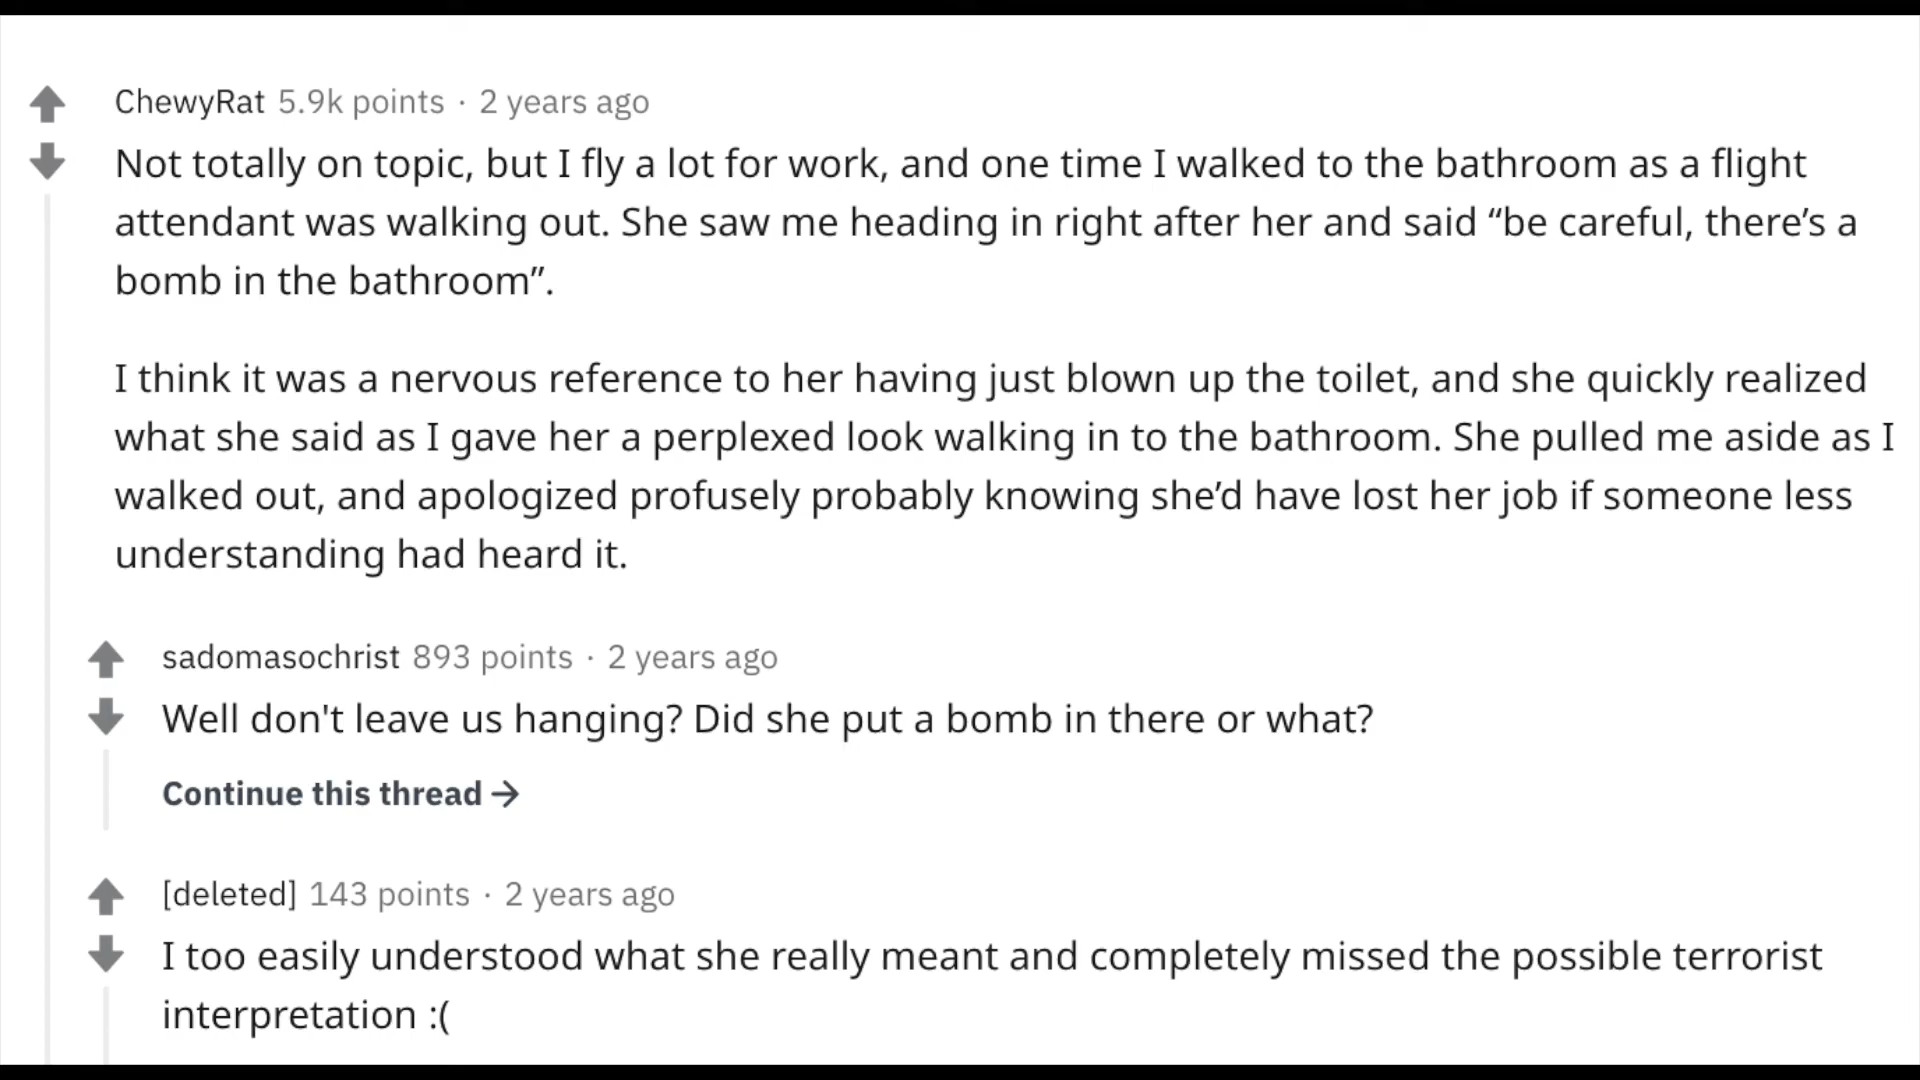 ChewyRat 5.9k points · 2 years ago
Not totally on topic, but I fly a lot for work, and one time I walked to the bathroom as a flight
attendant was walking out. She saw me heading in right after her and said “be careful, there’s a
bomb in the bathroom”.
I think it was a nervous reference to her having just blown up the toilet, and she quickly realized
what she said as I gave her a perplexed look walking in to the bathroom. She pulled me aside as I
walked out, and apologized profusely probably knowing she’d have lost her job if someone less
understanding had heard it.
sadomasochrist 893 points · 2 years ago
Well don't leave us hanging? Did she put a bomb in there or what?
Continue this thread →
[deleted] 143 points · 2 years ago
I too easily understood what she really meant and completely missed the possible terrorist
interpretation :(